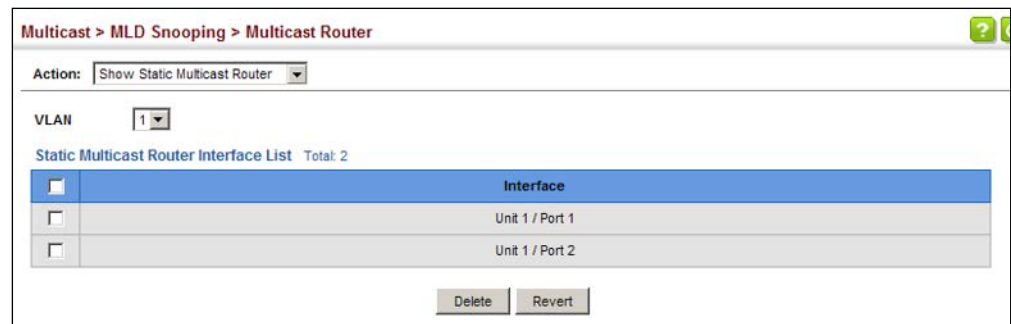 Multicast > MLD Snooping > Multicast Router
?
Action: Show Static Multicast Router
VLAN 1
Static Multicast Router Interface List Total: 2
Interface
Unit 1 / Port 1
Unit 1 / Port 2
Delete Revert